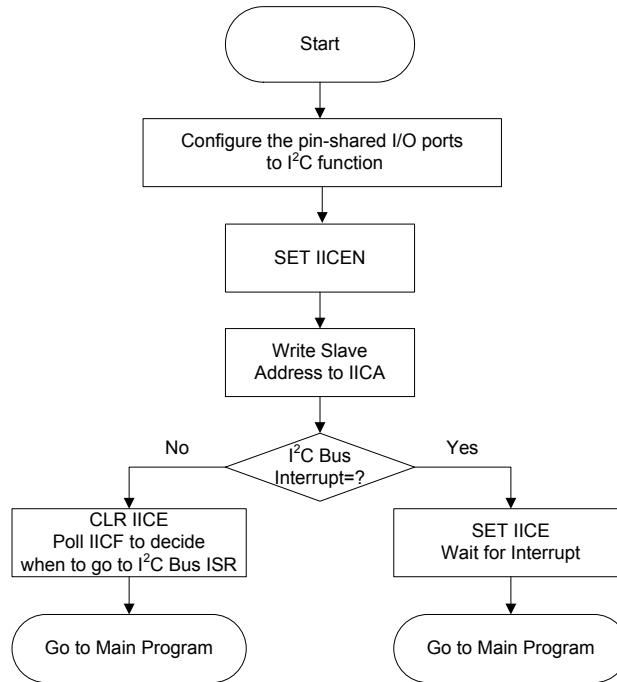 Start
Configure the pin-shared I/O ports
to I²C function
SET IICEN
Write Slave
Address to IICA
No
I²C Bus
Interrupt=?
Yes
CLR IICE
Poll IICF to decide
when to go to I²C Bus ISR
SET IICE
Wait for Interrupt
Go to Main Program
Go to Main Program